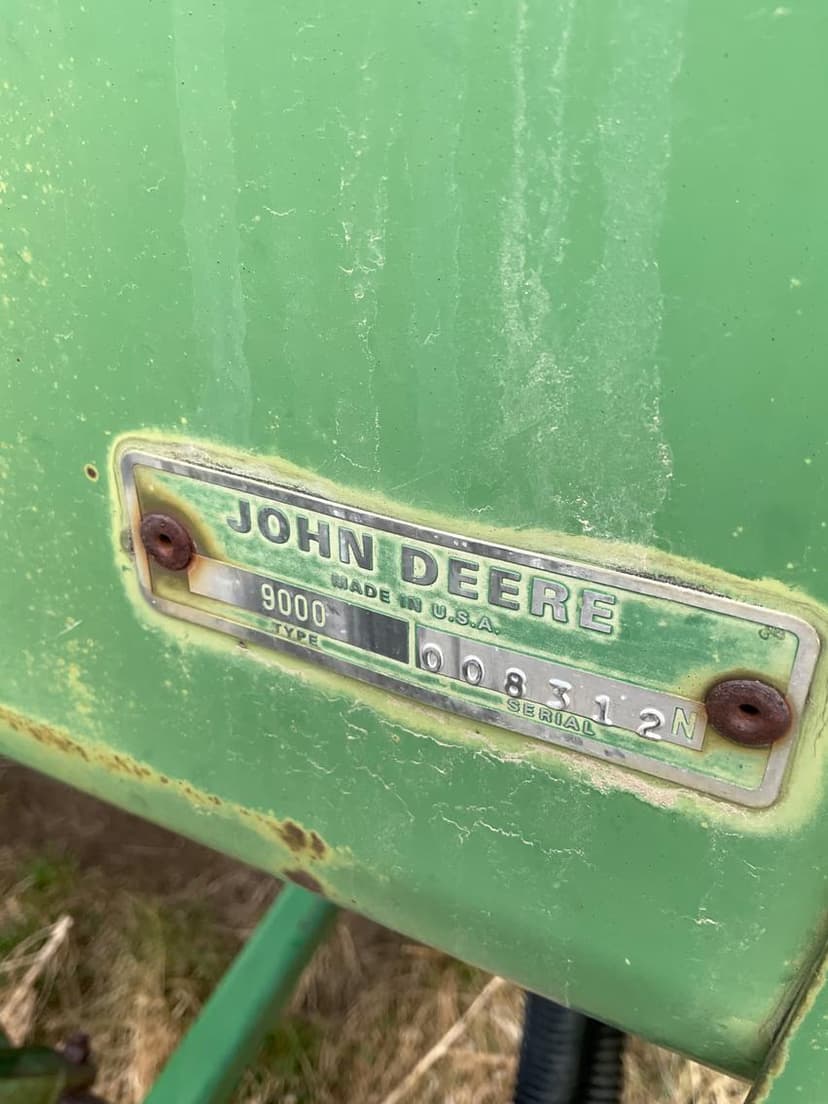 JOHN DEERE
MADE IN U.S.A.
9000
TYPE
008312N
SERIAL